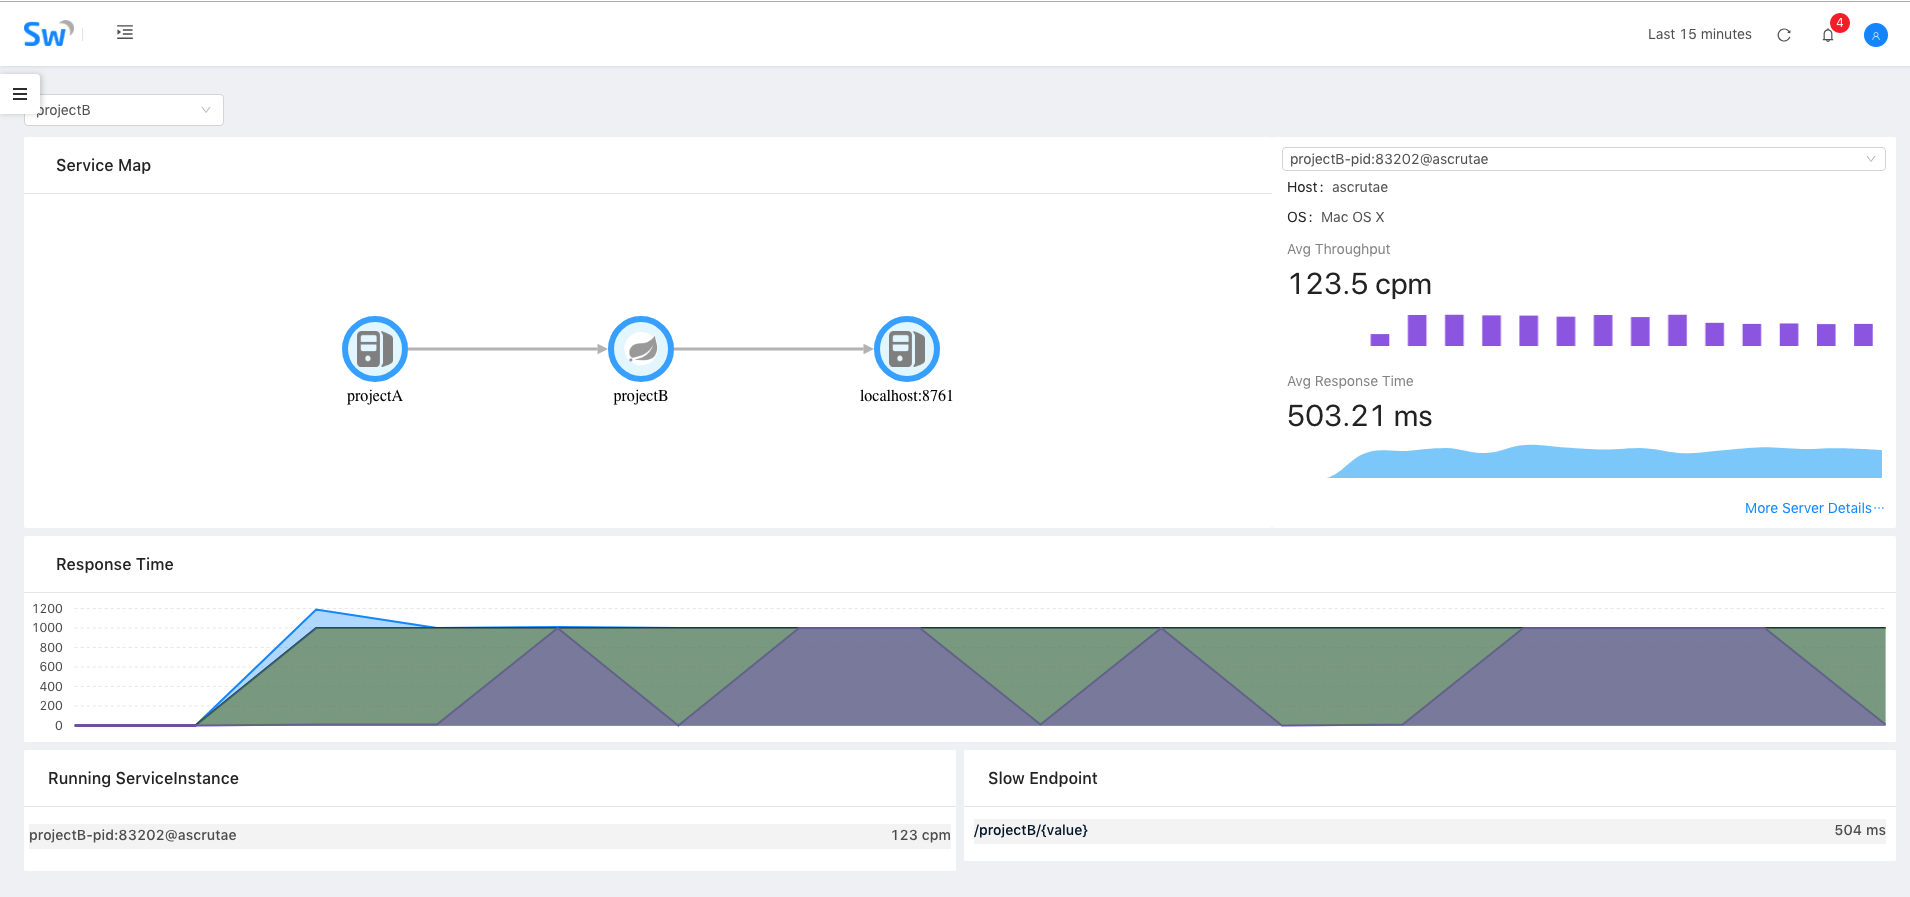 Sw
Last 15 minutes
4
projectB
Service Map
projectA
projectB
localhost:8761
projectB-pid:83202@ascrutae
Host: ascrutae
OS: Mac OS X
Avg Throughput
123.5 cpm
Avg Response Time
503.21 ms
More Server Details···
Response Time
1200
1000
800
600
400
200
0
Running ServiceInstance
projectB-pid:83202@ascrutae 123 cpm
Slow Endpoint
/projectB/{value} 504 ms